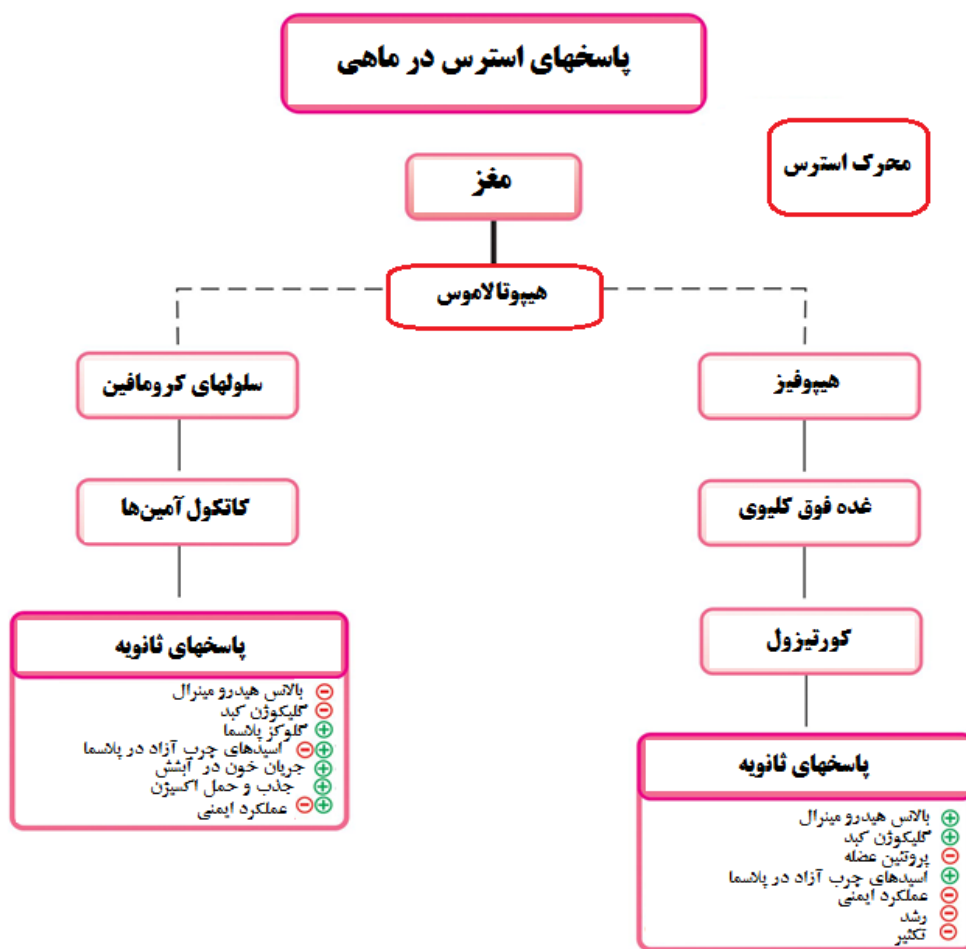 پاسخهای استرس در ماهی
محرک استرس
مغز
هیپوتالاموس
هیپوفیز
غده فوق کلیوی
کورتیزول
پاسخهای ثانویه
بالانس هیدرو مینرال ⊕
گلیکوژن کبد ⊕
پروتئین عضله ⊖
اسیدهای چرب آزاد در پلاسما ⊕
عملکرد ایمنی ⊖
رشد ⊖
تکثیر ⊖
سلولهای کرومافین
کاتکول آمین‌ها
پاسخهای ثانویه
بالانس هیدرو مینرال ⊖
گلیکوژن کبد ⊖
گلوکز پلاسما ⊕
اسیدهای چرب آزاد در پلاسما ⊖⊕
جریان خون در آبشش ⊕
جذب و حمل اکسیژن ⊕
عملکرد ایمنی ⊖⊕